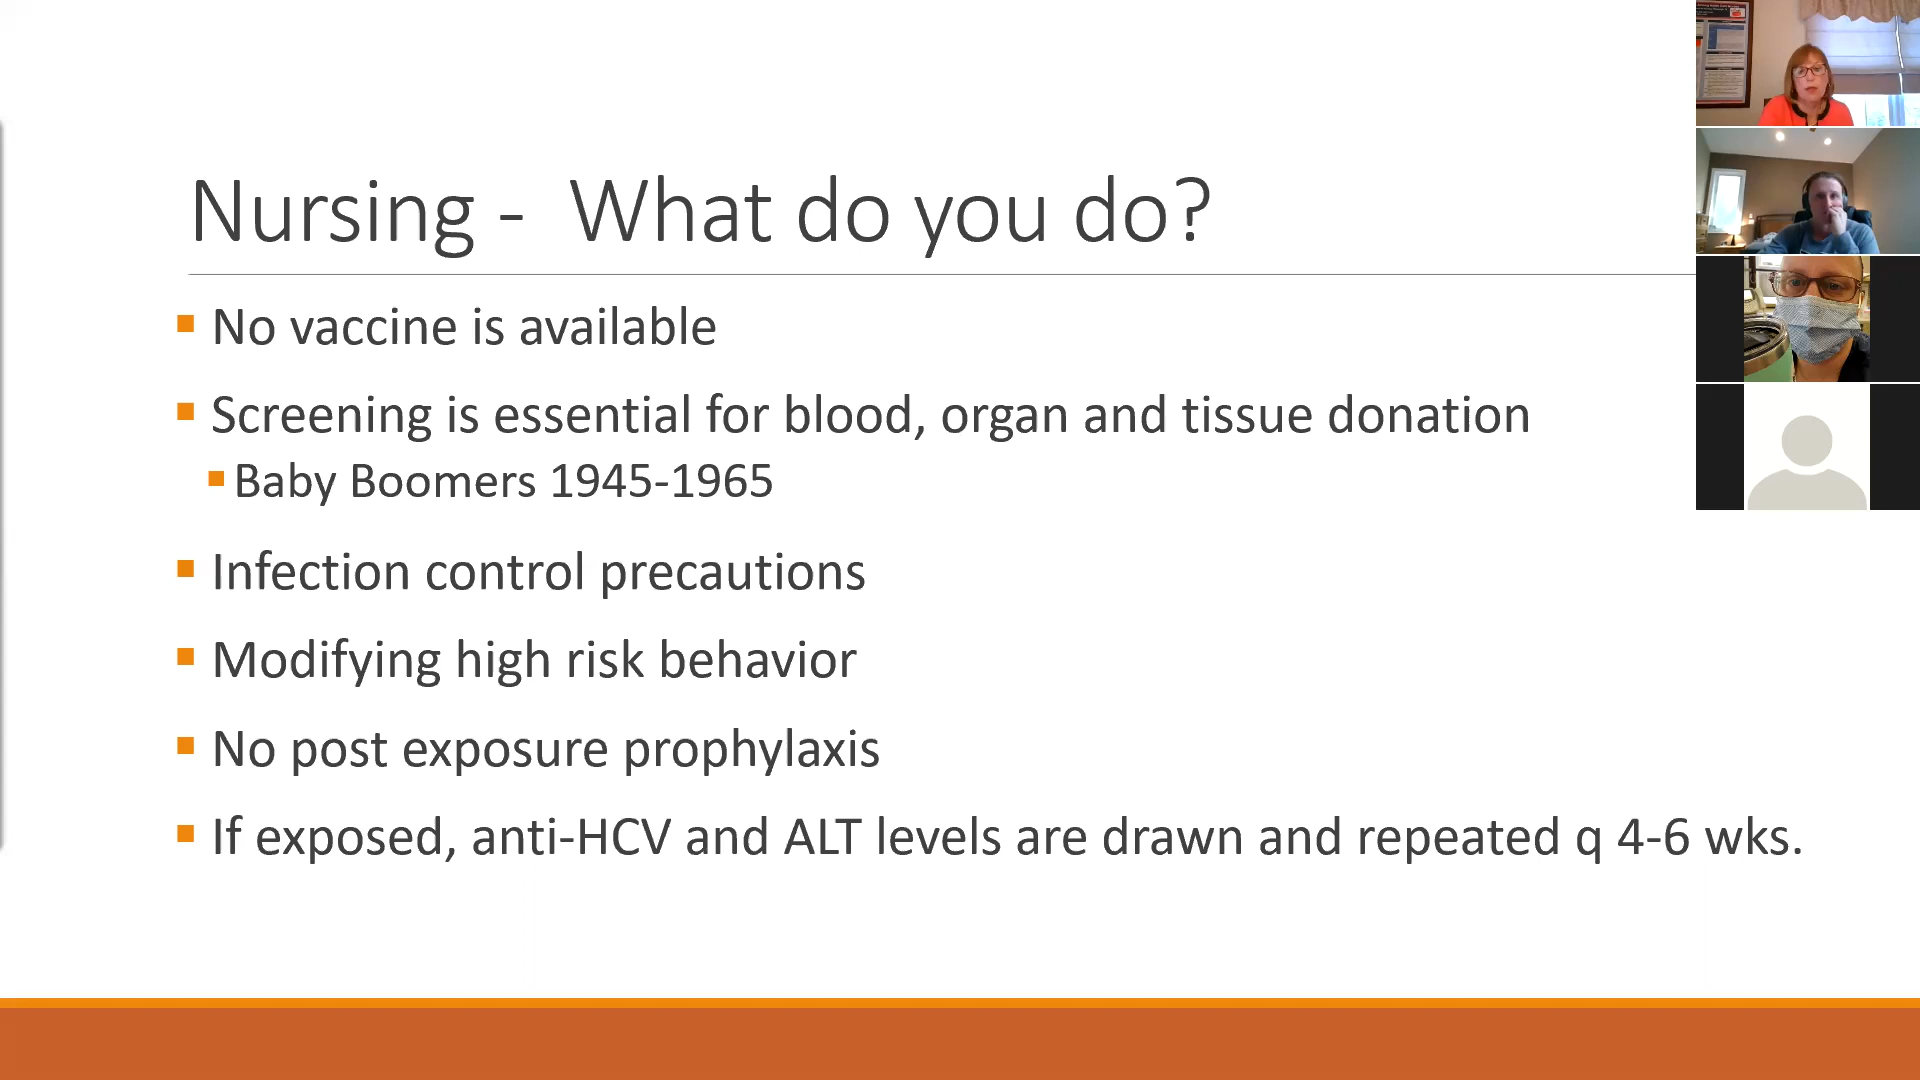 Nursing - What do you do?
No vaccine is available
Screening is essential for blood, organ and tissue donation
Baby Boomers 1945-1965
Infection control precautions
Modifying high risk behavior
No post exposure prophylaxis
If exposed, anti-HCV and ALT levels are drawn and repeated q 4-6 wks.